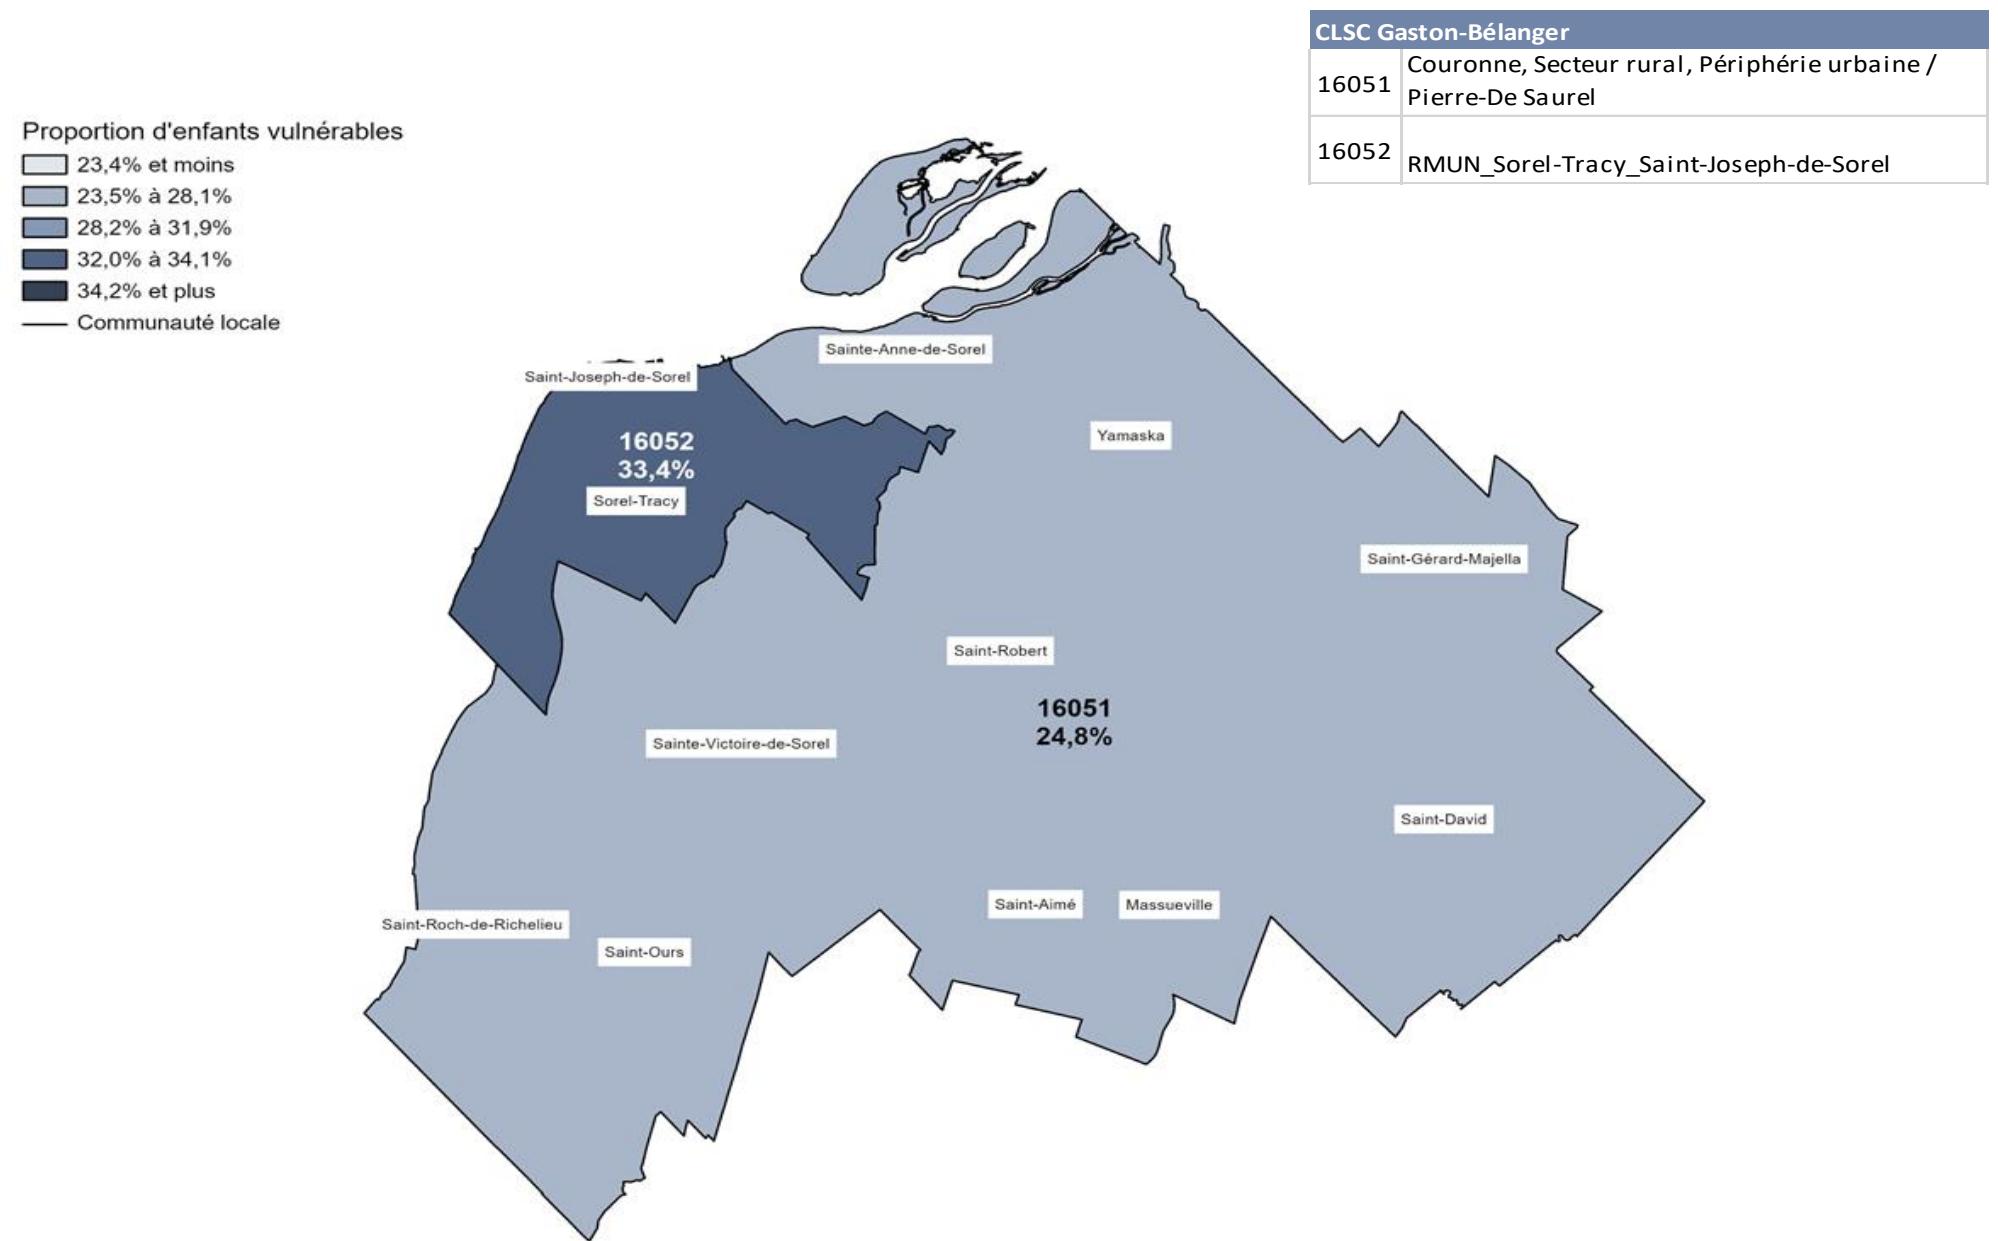 CLSC Gaston-Bélanger
16051
Couronne, Secteur rural, Périphérie urbaine /
Pierre-De Saurel
16052
RMUN_Sorel-Tracy_Saint-Joseph-de-Sorel
Proportion d'enfants vulnérables
23,4% et moins
23,5% à 28,1%
28,2% à 31,9%
32,0% à 34,1%
34,2% et plus
Communauté locale
Sainte-Anne-de-Sorel
Saint-Joseph-de-Sorel
16052
33,4%
Sorel-Tracy
Yamaska
Saint-Gérard-Majella
Saint-Robert
16051
24,8%
Sainte-Victoire-de-Sorel
Saint-David
Saint-Aimé
Massueville
Saint-Roch-de-Richelieu
Saint-Ours